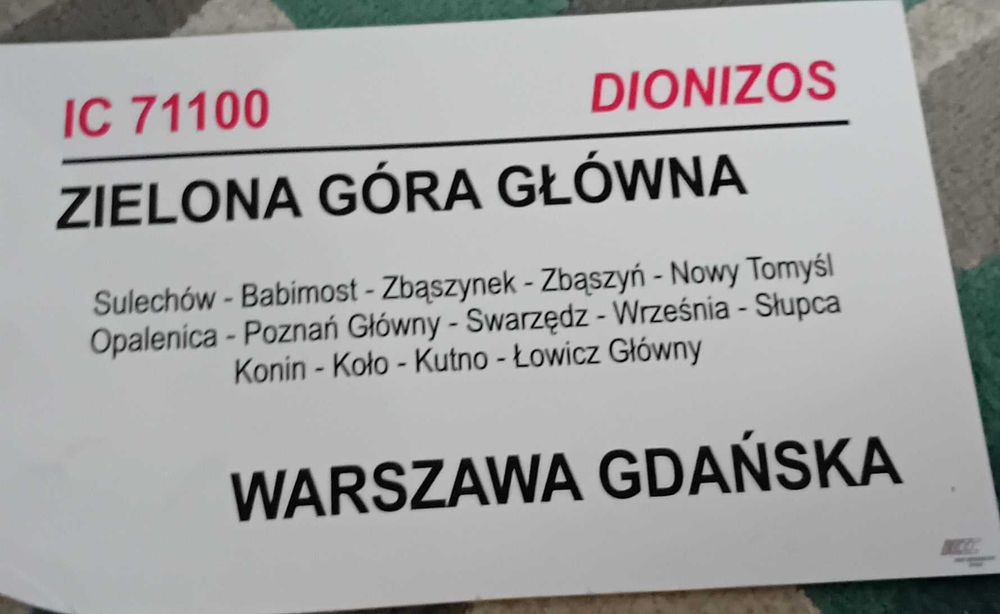 IC 71100 DIONIZOS
ZIELONA GÓRA GŁÓWNA
Sulechów - Babimost - Zbąszynek - Zbąszyń - Nowy Tomyśl
Opalenica - Poznań Główny - Swarzędz - Września - Słupca
Konin - Koło - Kutno - Łowicz Główny
WARSZAWA GDAŃSKA